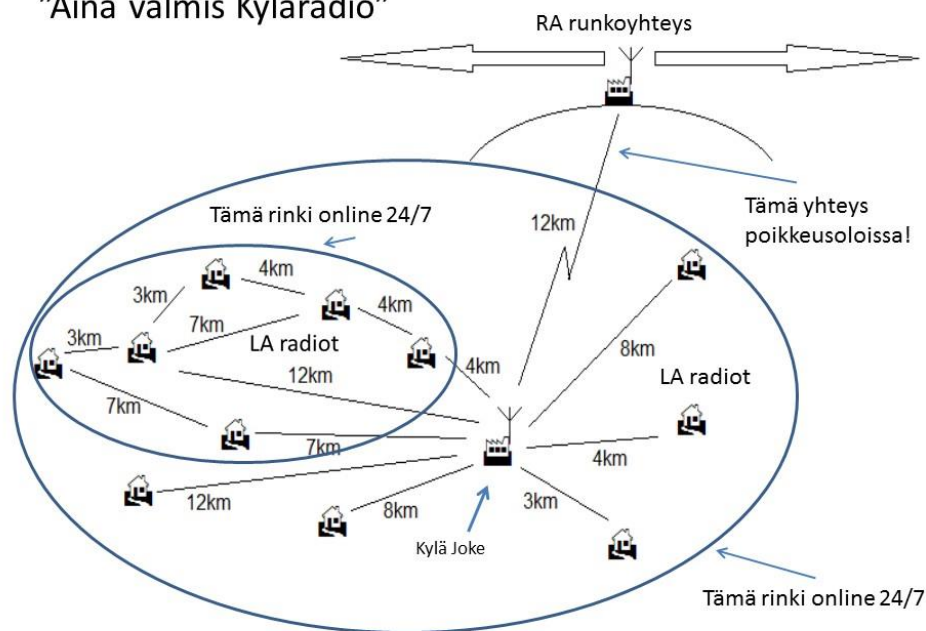 "Aina valmis Kyläradio"
RA runkoyhteys
Tämä rinki online 24/7
12km
Tämä yhteys
poikkeusoloissa!
4km
3km
4km
7km
3km
LA radiot
8km
12km
4km
LA radiot
7km
7km
4km
12km
8km
3km
Kylä Joke
Tämä rinki online 24/7